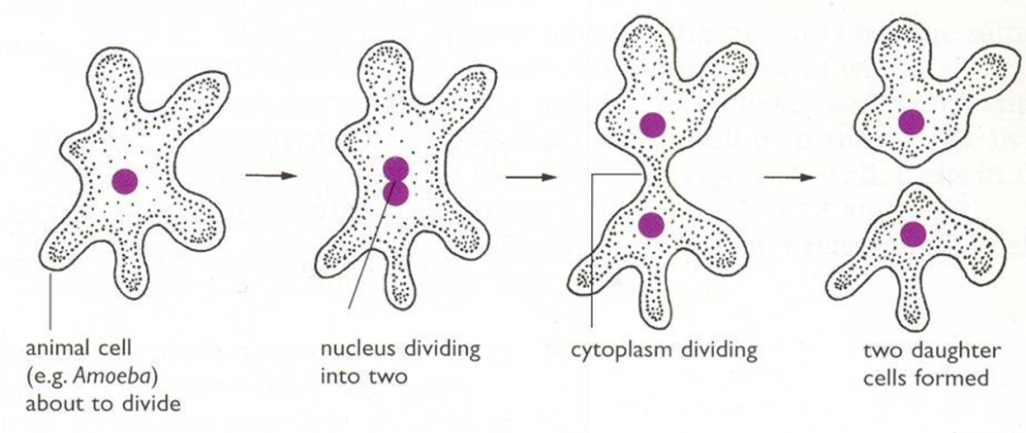 animal cell
(e.g. Amoeba)
about to divide
nucleus dividing
into two
cytoplasm dividing
two daughter
cells formed